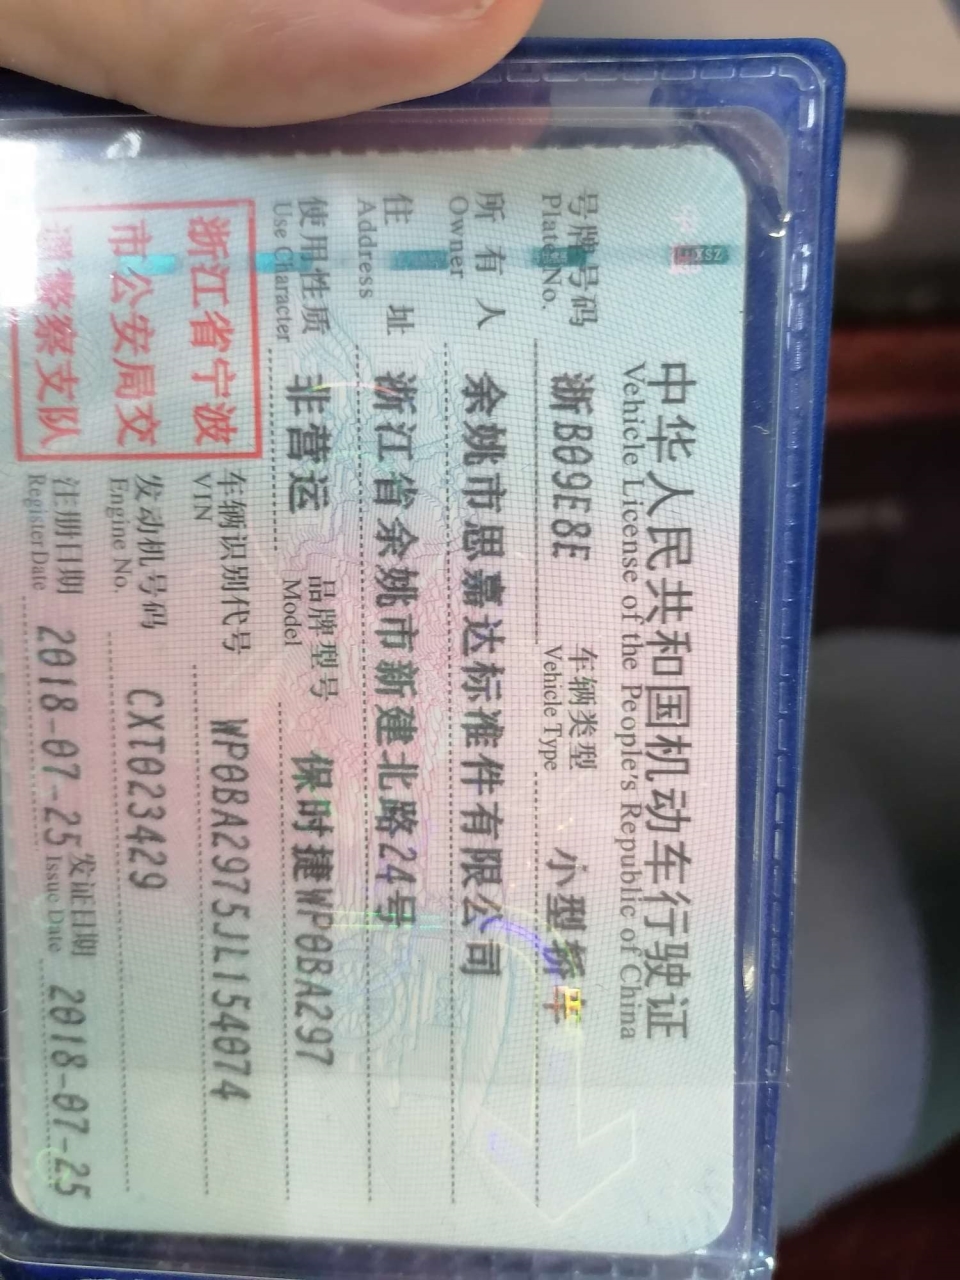 中华人民共和国机动车行驶证
Vehicle License of the People's Republic of China
号牌号码 浙B09E8E 车辆类型 小型轿车
Plate No. Vehicle Type
所有人 余姚市思嘉达标准件有限公司
Owner
住址 浙江省余姚市新建北路24号
Address
使用性质 非营运 品牌型号 保时捷WP0BA297
Use Character Model
浙江省宁波
市公安局交
通警察支队
车辆识别代号 WP0BA2975JL154074
VIN
发动机号码 CXT023429
Engine No.
注册日期 2018-07-25 发证日期 2018-07-25
Register Date Issue Date